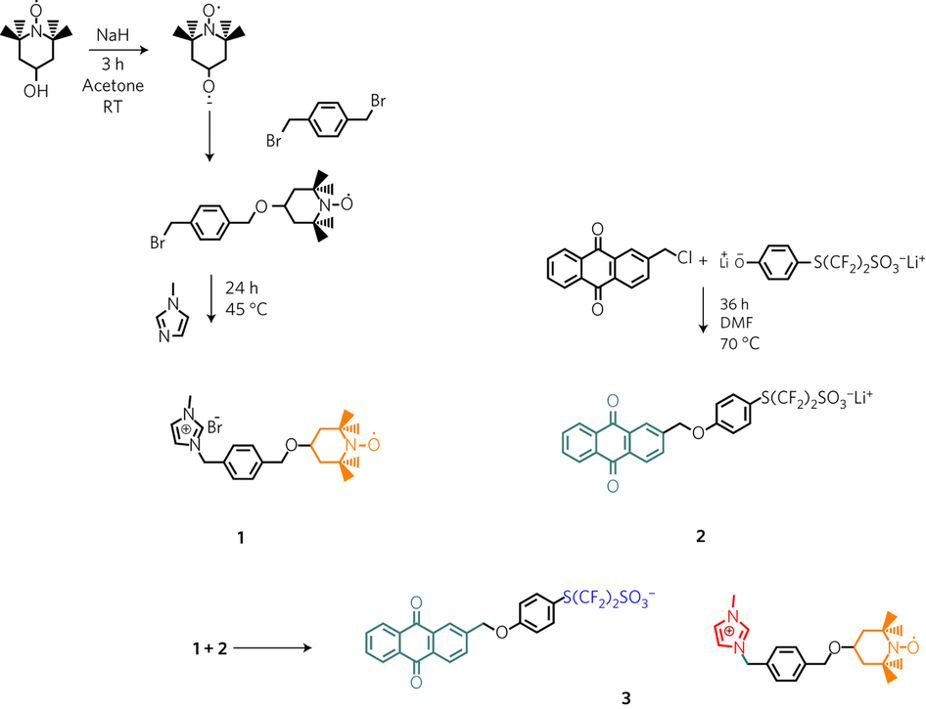 O•
N
OH
NaH
3 h
Acetone
RT
O•
N
O
Br
Br
Br
O
N–O•
N
N
24 h
45 °C
O
O
Cl
+
Li+ O−
S(CF2)2SO3−Li+
36 h
DMF
70 °C
N
⊕
N
Br−
O
N–O•
1
O
O
O
S(CF2)2SO3−Li+
2
1 + 2
O
O
O
S(CF2)2SO3−
3
N
⊕
N
O
N–O•